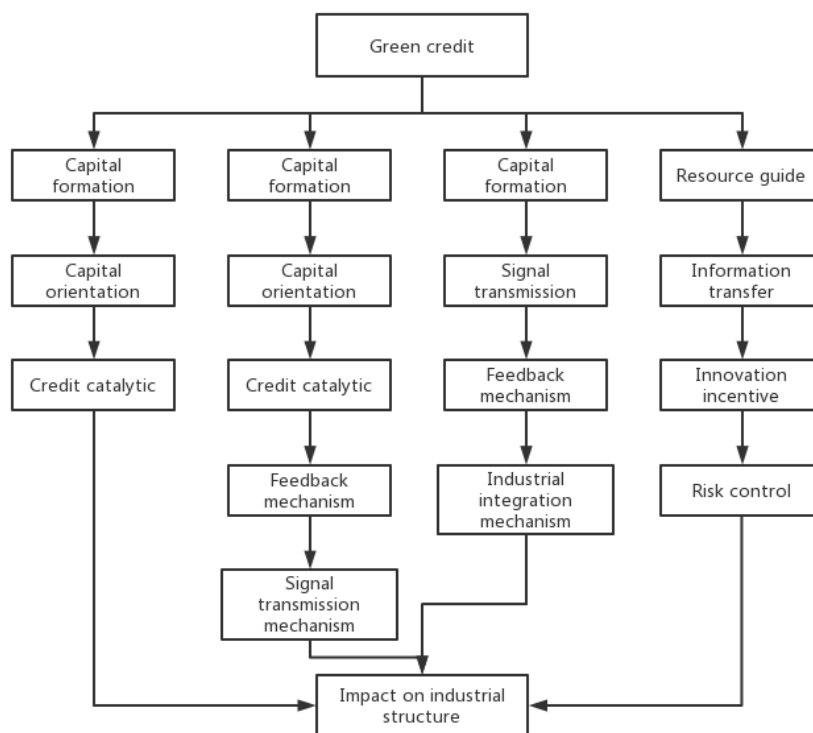 Green credit
Capital
formation
Capital
formation
Capital
formation
Resource guide
Capital
orientation
Capital
orientation
Signal
transmission
Information
transfer
Credit catalytic
Credit catalytic
Feedback
mechanism
Innovation
incentive
Feedback
mechanism
Industrial
integration
mechanism
Risk control
Signal
transmission
mechanism
Impact on industrial
structure